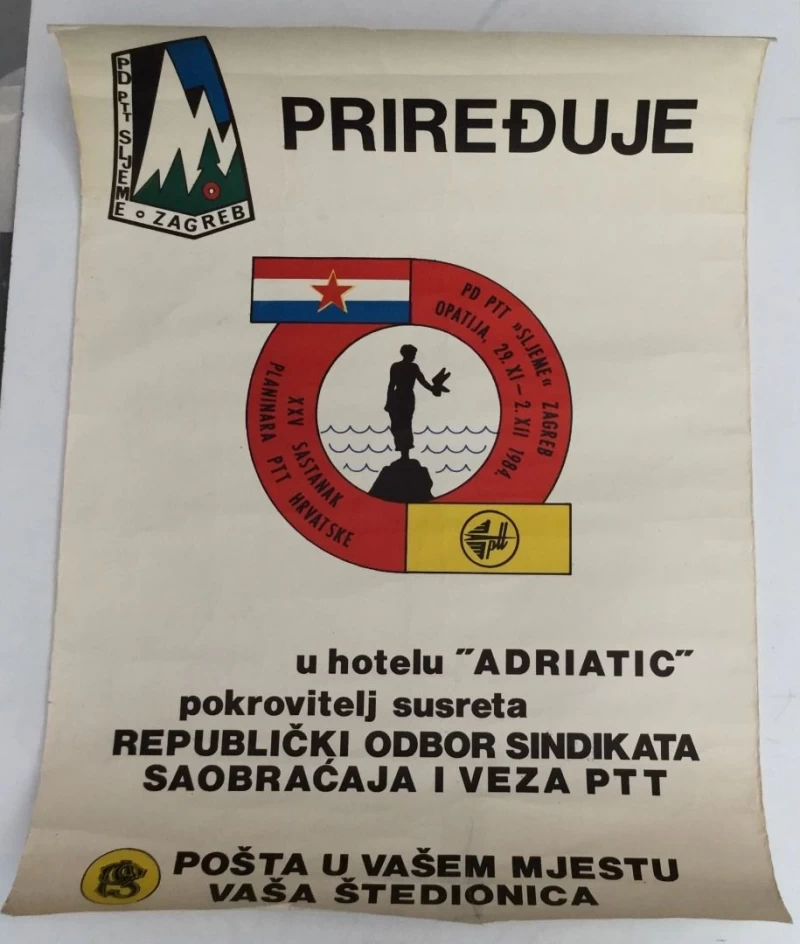 PD PTT SLJEME
ZAGREB
PRIREĐUJE
PD PTT »SLJEME« ZAGREB
OPATIJA, 29. XI – 2. XII 1984.
XXV SASTANAK
PLANINARA PTT HRVATSKE
ptt
u hotelu "ADRIATIC"
pokrovitelj susreta
REPUBLIČKI ODBOR SINDIKATA
SAOBRAĆAJA I VEZA PTT
POŠTA U VAŠEM MJESTU
VAŠA ŠTEDIONICA